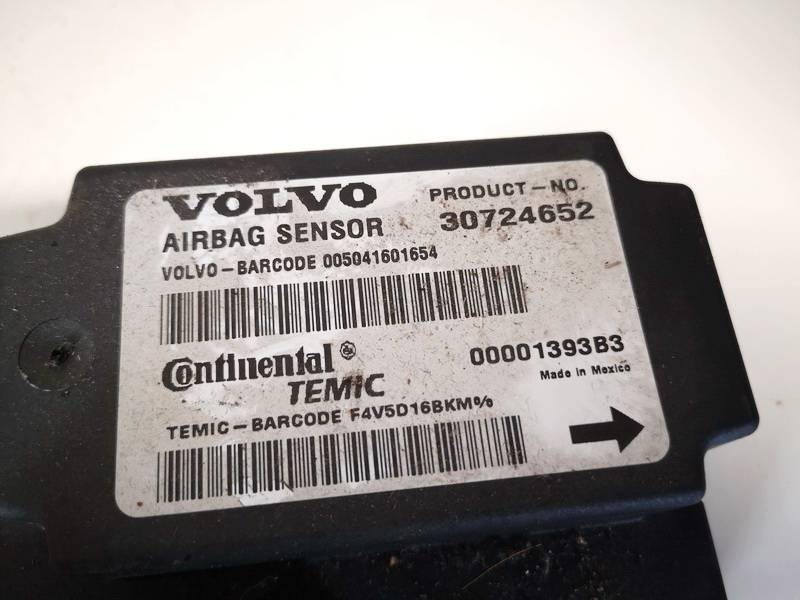 VOLVO
PRODUCT-NO.
AIRBAG SENSOR
30724652
VOLVO-BARCODE 005041601654
Continental
TEMIC
00001393B3
Made in Mexico
TEMIC-BARCODE F4V5D16BKM%